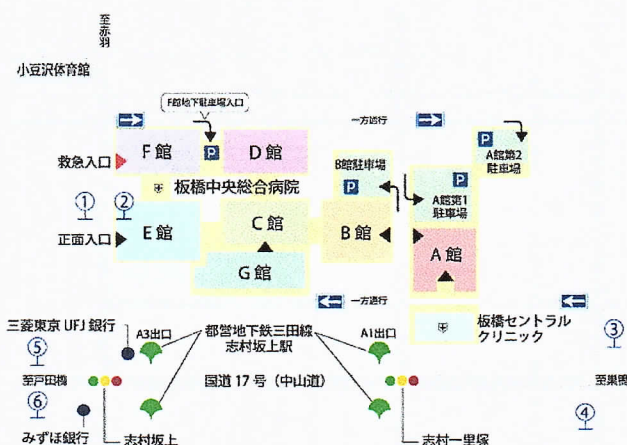 至赤羽
小豆沢体育館
F館地下駐車場入口
一方通行
F館
P
D館
救急入口
板橋中央総合病院
B館駐車場
P
P
A館第1
駐車場
P
A館第2
駐車場
①
②
正面入口
E館
C館
G館
B館
A館
一方通行
板橋セントラル
クリニック
③
三菱東京UFJ銀行
A3出口
都営地下鉄三田線
志村坂上駅
A1出口
⑤
至戸田橋
国道17号（中山道）
至巣鴨
⑥
④
みずほ銀行
志村坂上
志村一里塚